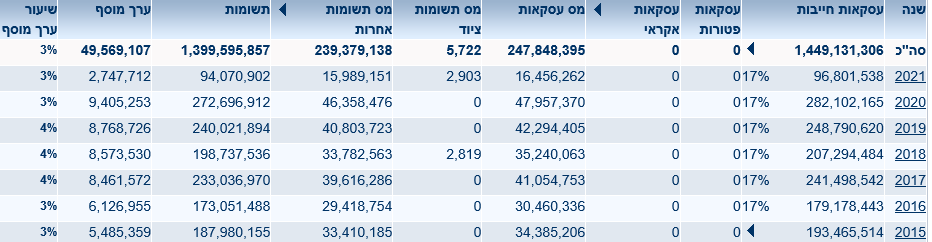 שנה עסקאות חייבות עסקאות פטורות עסקאות אקראי מס עסקאות מס תשומות ציוד מס תשומות אחרות תשומות ערך מוסף שיעור ערך מוסף
סה"כ 1,449,131,306 0 0 247,848,395 5,722 239,379,138 1,399,595,857 49,569,107 3%
2021 96,801,538 17% 0 0 16,456,262 2,903 15,989,151 94,070,902 2,747,712 3%
2020 282,102,165 17% 0 0 47,957,370 0 46,358,476 272,696,912 9,405,253 3%
2019 248,790,620 17% 0 0 42,294,405 0 40,803,723 240,021,894 8,768,726 4%
2018 207,294,484 17% 0 0 35,240,063 2,819 33,782,563 198,737,536 8,573,530 4%
2017 241,498,542 17% 0 0 41,054,753 0 39,616,286 233,036,970 8,461,572 4%
2016 179,178,443 17% 0 0 30,460,336 0 29,418,754 173,051,488 6,126,955 3%
2015 193,465,514 0 0 34,385,206 0 33,410,185 187,980,155 5,485,359 3%